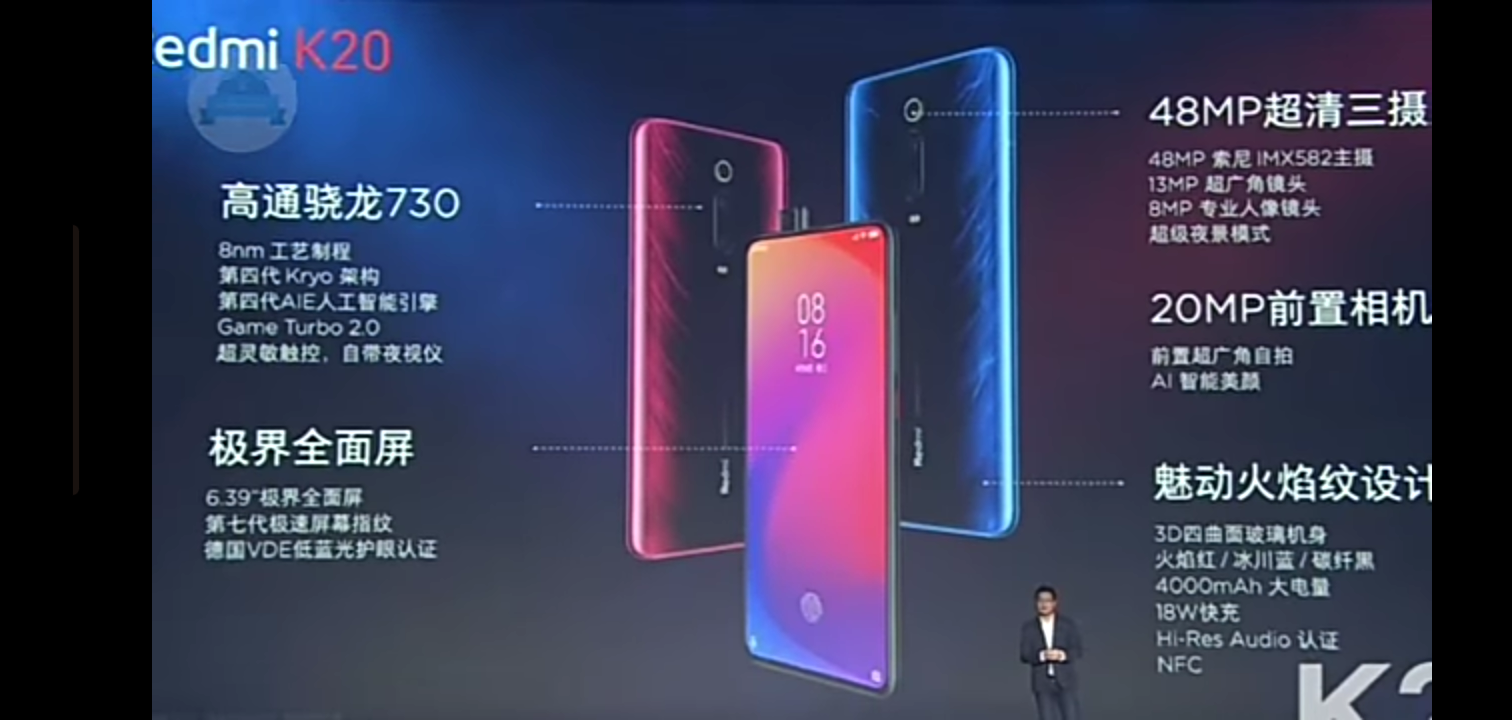 edmi K20
高通骁龙730
8nm 工艺制程
第四代 Kryo 架构
第四代AIE人工智能引擎
Game Turbo 2.0
超灵敏触控，自带夜视仪
极界全面屏
6.39"极界全面屏
第七代极速屏幕指纹
德国VDE低蓝光护眼认证
Redmi
Redmi
08
16
48MP超清三摄
48MP 索尼 IMX582主摄
13MP 超广角镜头
8MP 专业人像镜头
超级夜景模式
20MP前置相机
前置超广角自拍
AI 智能美颜
魅动火焰纹设计
3D四曲面玻璃机身
火焰红 / 冰川蓝 / 碳纤黑
4000mAh 大电量
18W快充
Hi-Res Audio 认证
NFC
K2